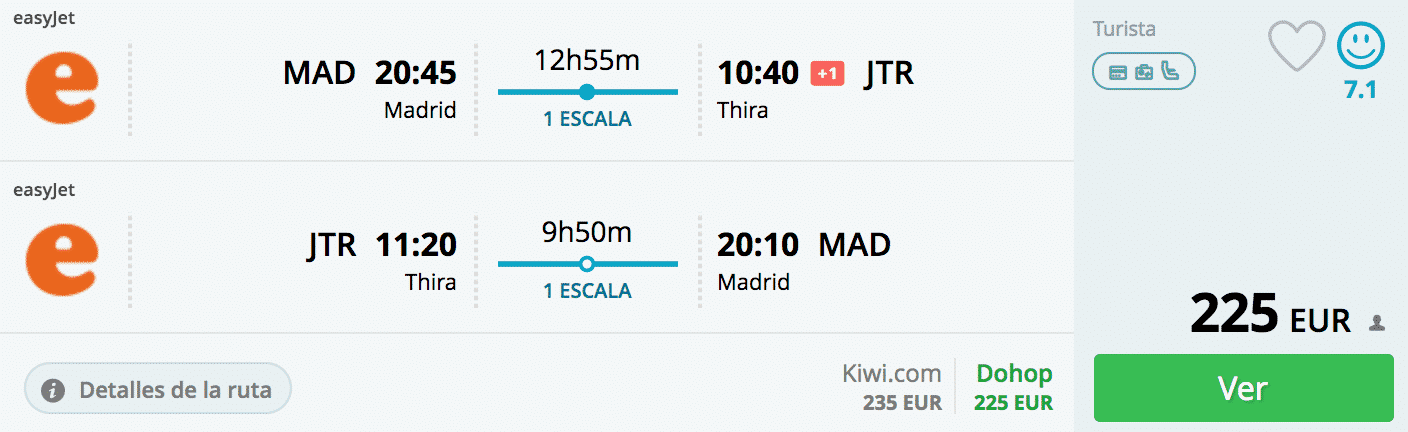 easyJet
e
MAD 20:45
Madrid
12h55m
1 ESCALA
10:40 +1 JTR
Thira
easyJet
e
JTR 11:20
Thira
9h50m
1 ESCALA
20:10 MAD
Madrid
Detalles de la ruta
Kiwi.com
235 EUR
Dohop
225 EUR
Turista
7.1
225 EUR
Ver